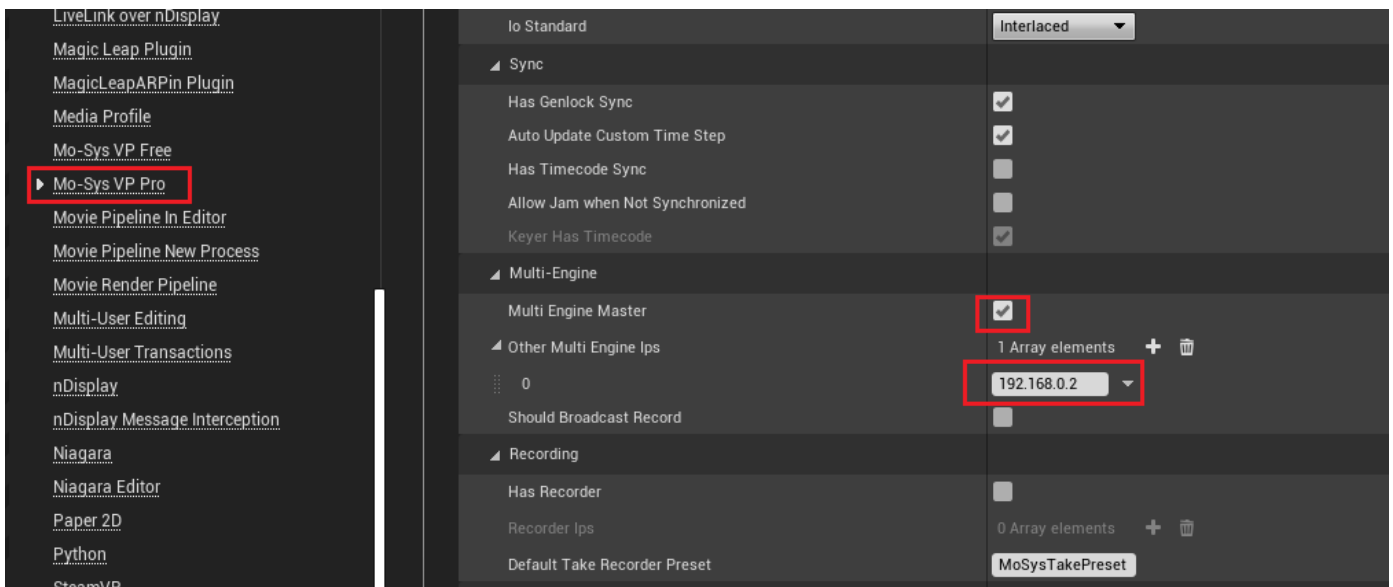 LiveLink over nDisplay
Magic Leap Plugin
MagicLeapARPin Plugin
Media Profile
Mo-Sys VP Free
Mo-Sys VP Pro
Movie Pipeline In Editor
Movie Pipeline New Process
Movie Render Pipeline
Multi-User Editing
Multi-User Transactions
nDisplay
nDisplay Message Interception
Niagara
Niagara Editor
Paper 2D
Python
SteamVR
Io Standard Interlaced
Sync
Has Genlock Sync
Auto Update Custom Time Step
Has Timecode Sync
Allow Jam when Not Synchronized
Keyer Has Timecode
Multi-Engine
Multi Engine Master
Other Multi Engine Ips 1 Array elements
0 192.168.0.2
Should Broadcast Record
Recording
Has Recorder
Recorder Ips 0 Array elements
Default Take Recorder Preset MoSysTakePreset